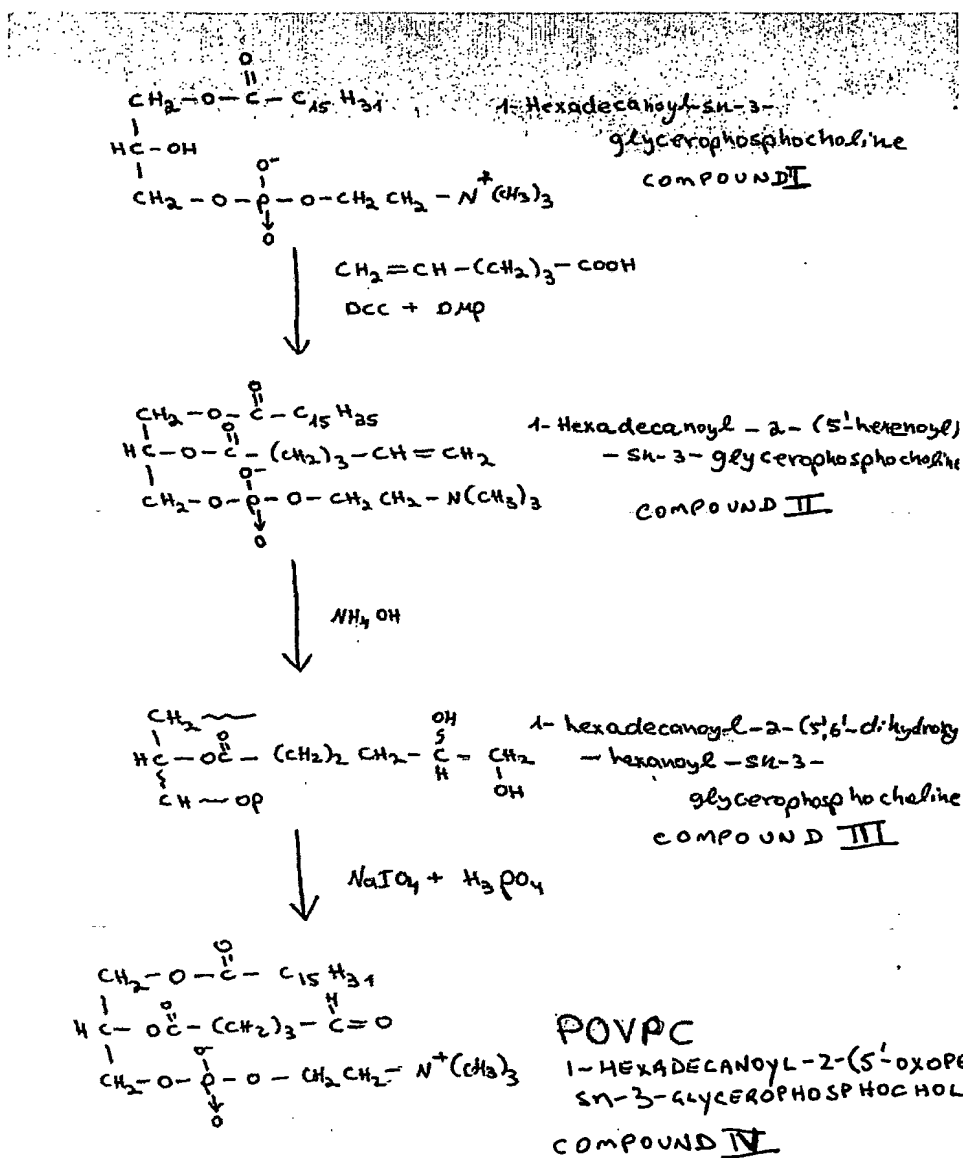 O
||
CH2-O-C-C15H31
1-Hexadecanoyl-sn-3-
glycerophosphocholine
COMPOUND I
HC-OH
O-
CH2-O-P-O-CH2CH2-N+(CH3)3
O
CH2=CH-(CH2)3-COOH
DCC + DMP
O
||
CH2-O-C-C15H35
1-Hexadecanoyl-2-(5'-hexenoyl)
-sn-3-glycerophosphocholine
COMPOUND II
O
||
HC-O-C-(CH2)3-CH=CH2
O-
CH2-O-P-O-CH2CH2-N(CH3)3
O
NH4OH
CH2
O
||
OH
HC-OC-(CH2)2CH2-C-CH2
H
OH
CH-OP
1-hexadecanoyl-2-(5',6'-dihydroxy
-hexanoyl-sn-3-
glycerophosphocholine
COMPOUND III
NaIO4 + H3PO4
O
||
CH2-O-C-C15H31
O
||
H
HC-OC-(CH2)3-C=O
O-
CH2-O-P-O-CH2CH2-N+(CH3)3
O
POVPC
1-HEXADECANOYL-2-(5'-OXOPE
sn-3-GLYCEROPHOSPHOCHOL
COMPOUND IV